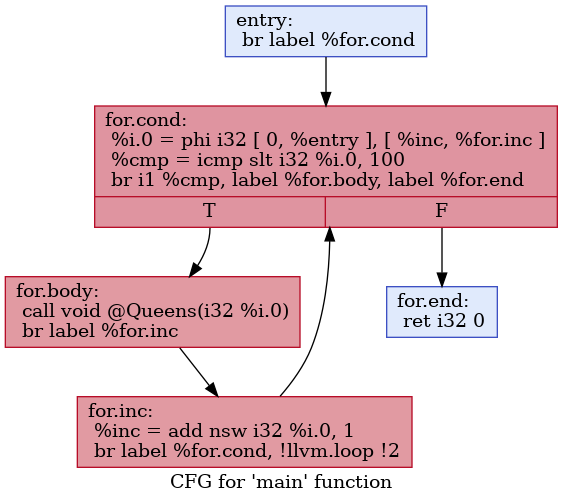 entry:
br label %for.cond
for.cond:
%i.0 = phi i32 [ 0, %entry ], [ %inc, %for.inc ]
%cmp = icmp slt i32 %i.0, 100
br i1 %cmp, label %for.body, label %for.end
T F
for.body:
call void @Queens(i32 %i.0)
br label %for.inc
for.end:
ret i32 0
for.inc:
%inc = add nsw i32 %i.0, 1
br label %for.cond, !llvm.loop !2
CFG for 'main' function